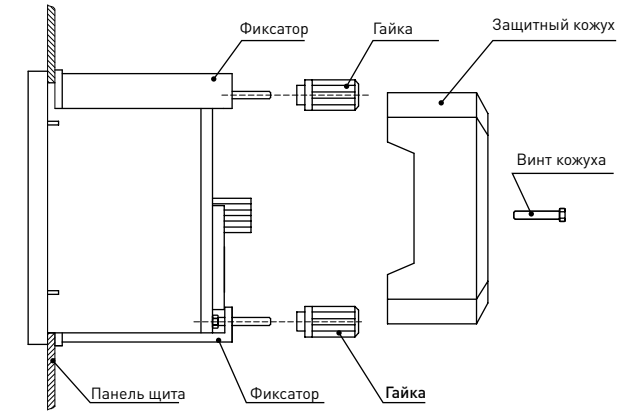 Фиксатор
Гайка
Защитный кожух
Винт кожуха
Панель щита
Фиксатор
Гайка